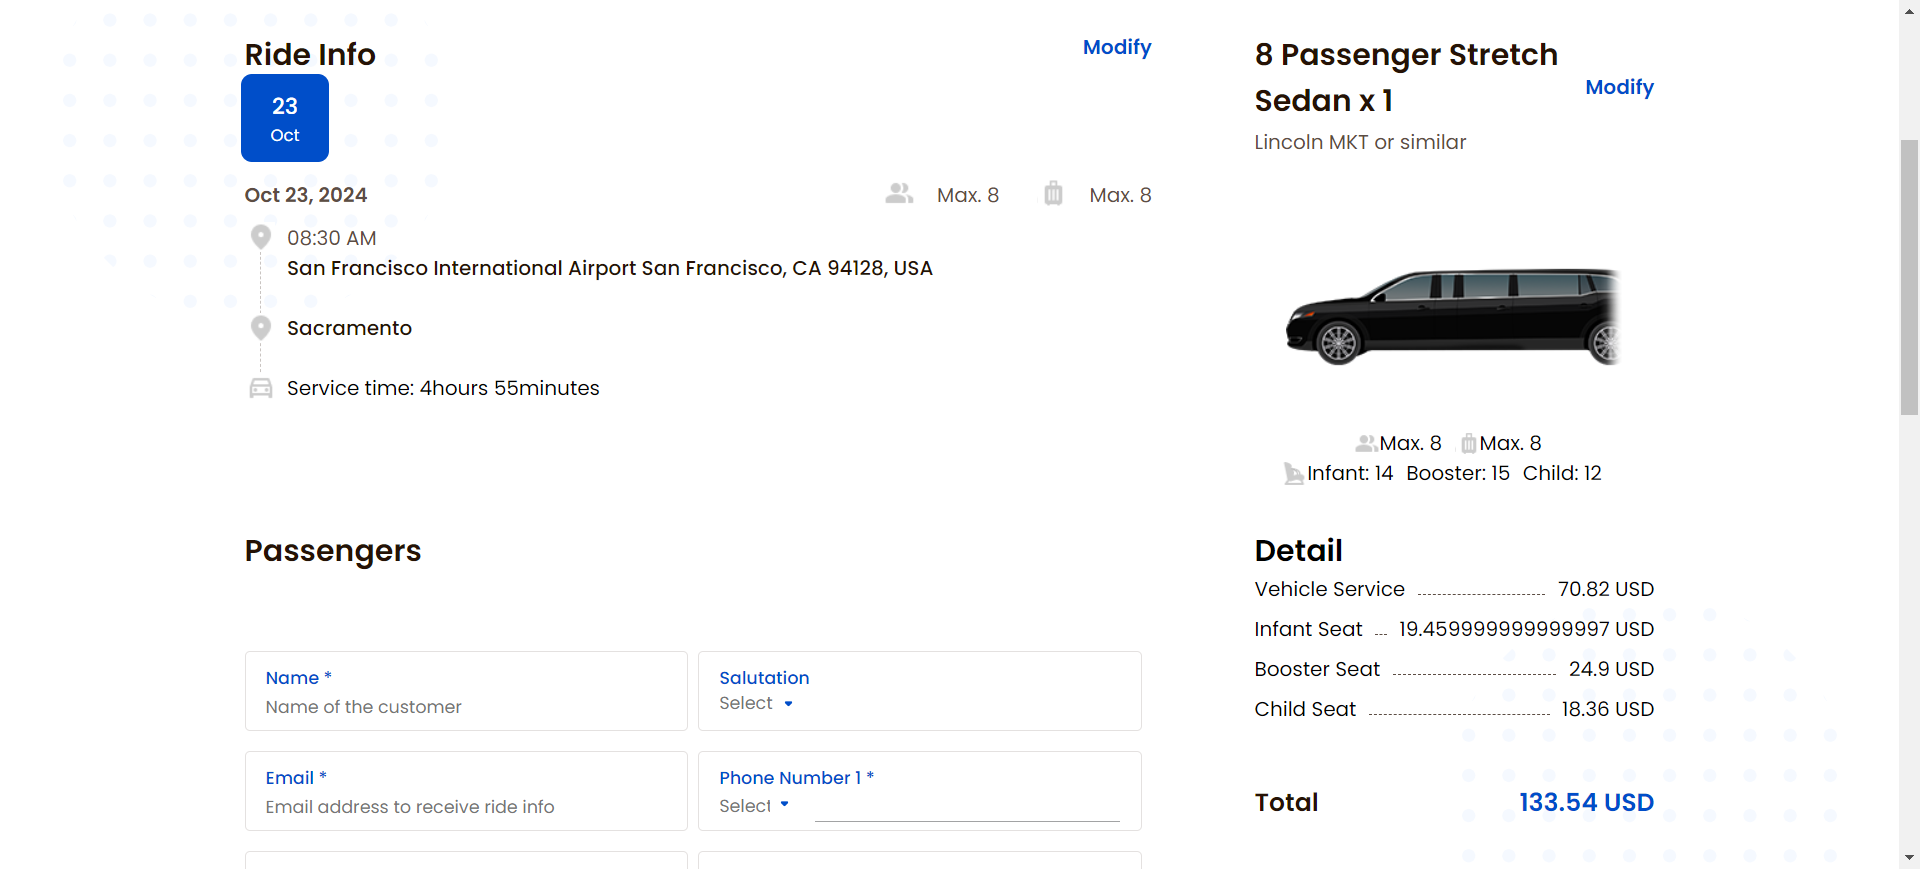 Ride Info
Modify
23
Oct
Oct 23, 2024
Max. 8
Max. 8
08:30 AM
San Francisco International Airport San Francisco, CA 94128, USA
Sacramento
Service time: 4hours 55minutes
Passengers
Name *
Name of the customer
Salutation
Select
Email *
Email address to receive ride info
Phone Number 1 *
Select
8 Passenger Stretch
Sedan x 1
Modify
Lincoln MKT or similar
Max. 8 Max. 8
Infant: 14 Booster: 15 Child: 12
Detail
Vehicle Service 70.82 USD
Infant Seat 19.459999999999997 USD
Booster Seat 24.9 USD
Child Seat 18.36 USD
Total 133.54 USD